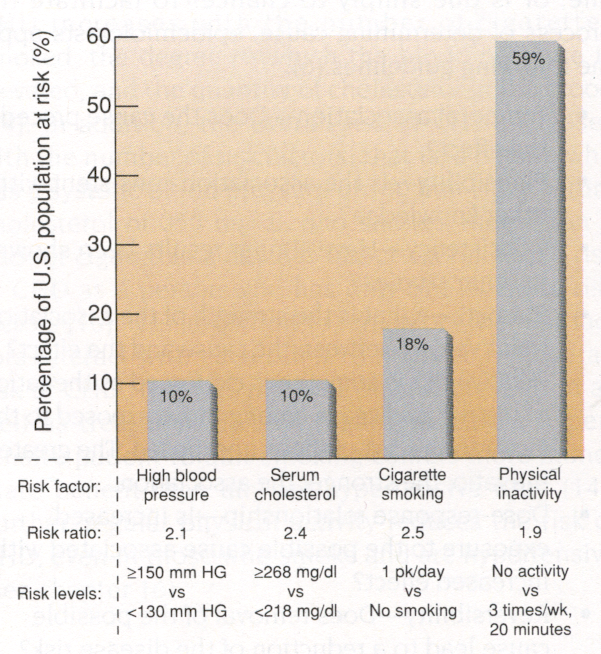 Percentage of U.S. population at risk (%)
60
50
40
30
20
10
10%
10%
18%
59%
Risk factor: High blood pressure Serum cholesterol Cigarette smoking Physical inactivity
Risk ratio: 2.1 2.4 2.5 1.9
Risk levels: ≥150 mm HG vs <130 mm HG ≥268 mg/dl vs <218 mg/dl 1 pk/day vs No smoking No activity vs 3 times/wk, 20 minutes